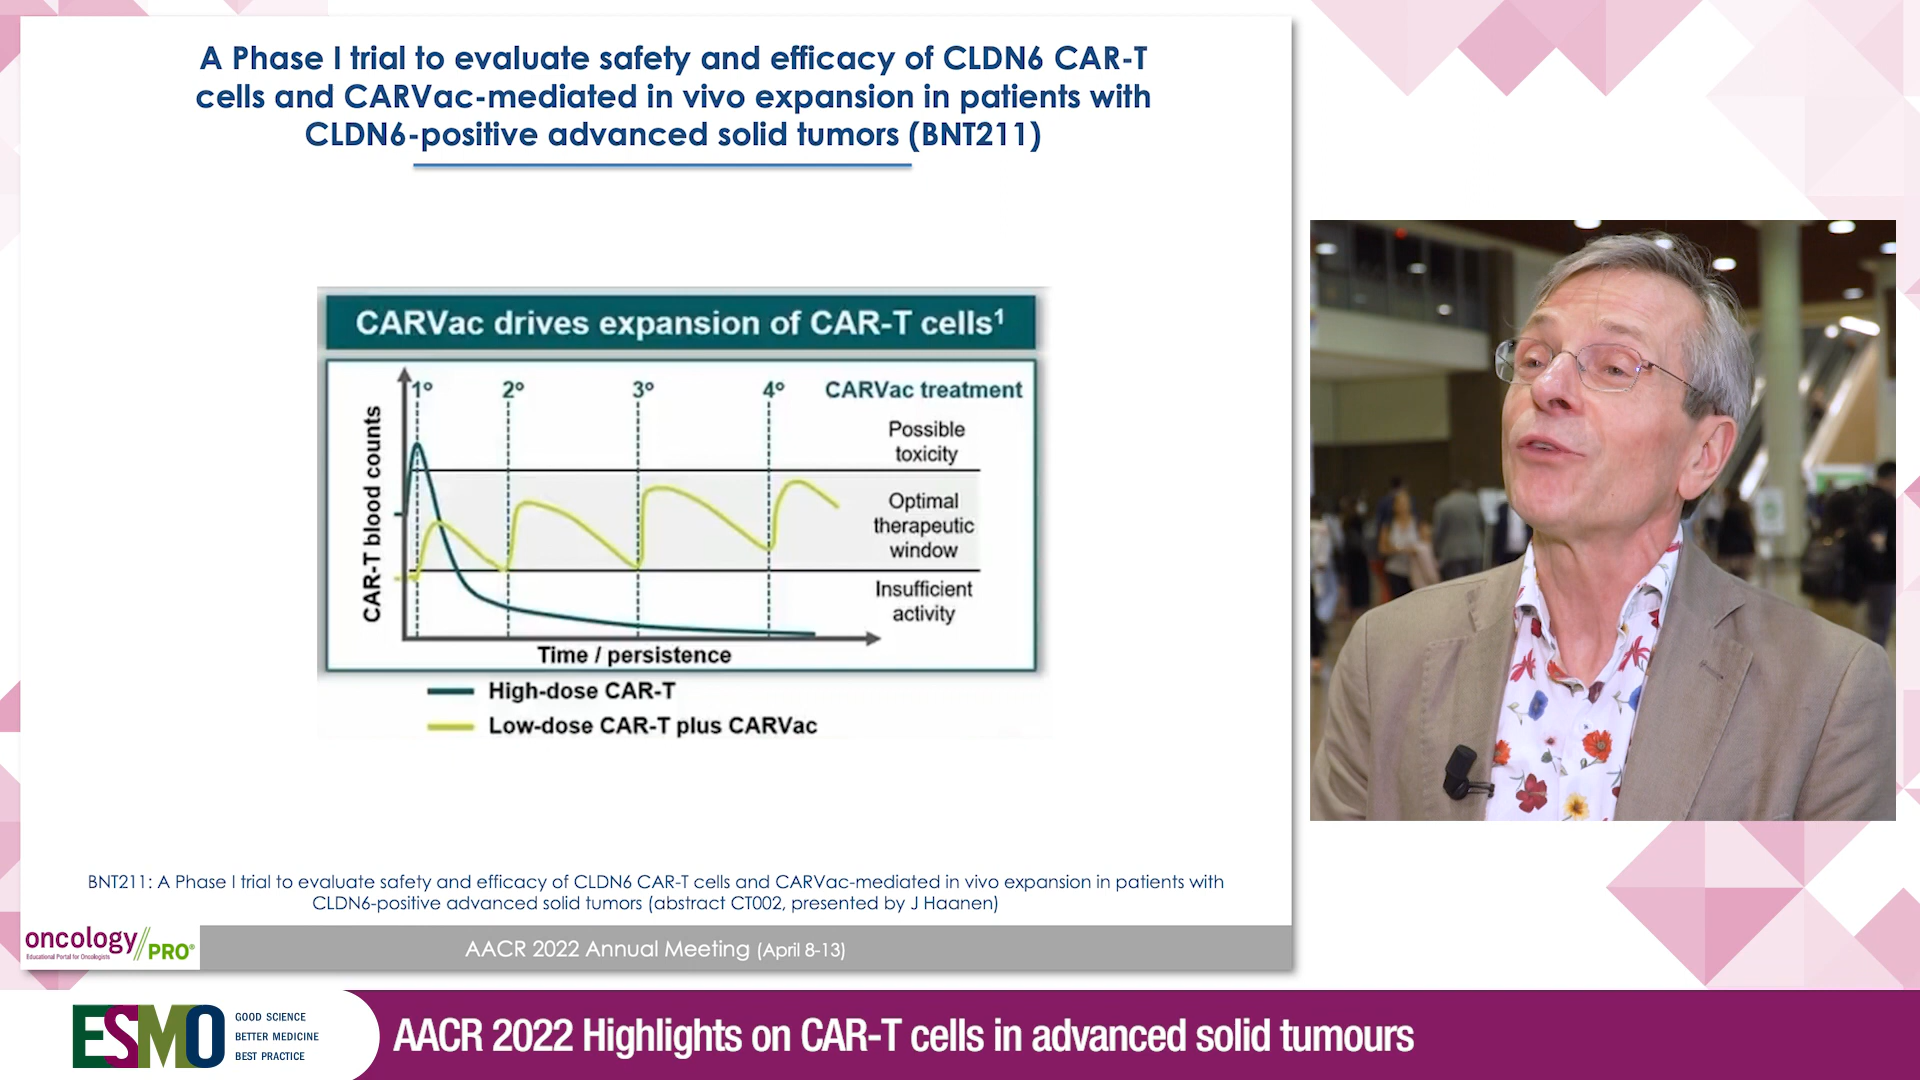 A Phase I trial to evaluate safety and efficacy of CLDN6 CAR-T
cells and CARVac-mediated in vivo expansion in patients with
CLDN6-positive advanced solid tumors (BNT211)
CARVac drives expansion of CAR-T cells¹
1° 2° 3° 4° CARVac treatment
Possible
toxicity
Optimal
therapeutic
window
Insufficient
activity
CAR-T blood counts
Time / persistence
High-dose CAR-T
Low-dose CAR-T plus CARVac
BNT211: A Phase I trial to evaluate safety and efficacy of CLDN6 CAR-T cells and CARVac-mediated in vivo expansion in patients with
CLDN6-positive advanced solid tumors (abstract CT002, presented by J Haanen)
oncology//PRO®
Educational Portal for Oncologists
AACR 2022 Annual Meeting (April 8-13)
ESMO
GOOD SCIENCE
BETTER MEDICINE
BEST PRACTICE
AACR 2022 Highlights on CAR-T cells in advanced solid tumours